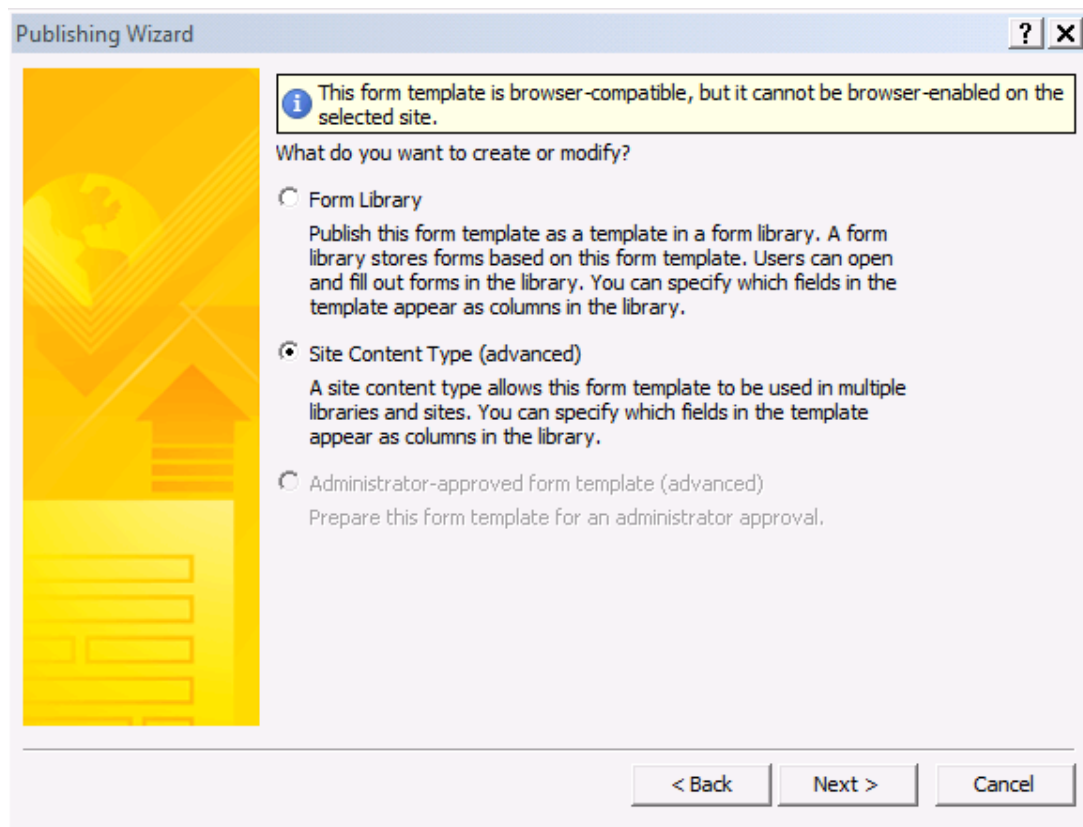 Publishing Wizard
This form template is browser-compatible, but it cannot be browser-enabled on the
selected site.
What do you want to create or modify?
Form Library
Publish this form template as a template in a form library. A form
library stores forms based on this form template. Users can open
and fill out forms in the library. You can specify which fields in the
template appear as columns in the library.
Site Content Type (advanced)
A site content type allows this form template to be used in multiple
libraries and sites. You can specify which fields in the template
appear as columns in the library.
Administrator-approved form template (advanced)
Prepare this form template for an administrator approval.
< Back Next > Cancel